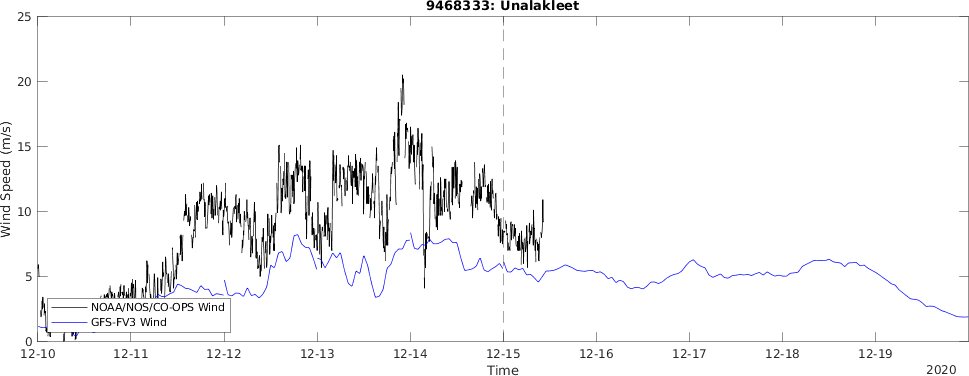 9468333: Unalakleet
25
20
15
10
5
0
Wind Speed (m/s)
NOAA/NOS/CO-OPS Wind
GFS-FV3 Wind
12-10 12-11 12-12 12-13 12-14 12-15 12-16 12-17 12-18 12-19
Time
2020